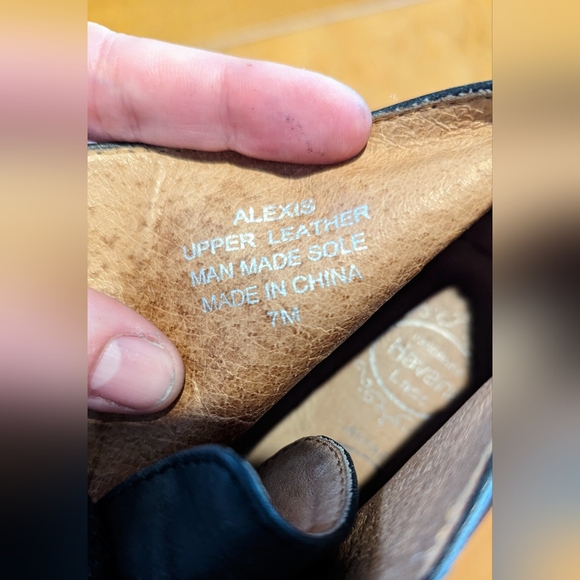 ALEXIS
UPPER LEATHER
MAN MADE SOLE
MADE IN CHINA
7M